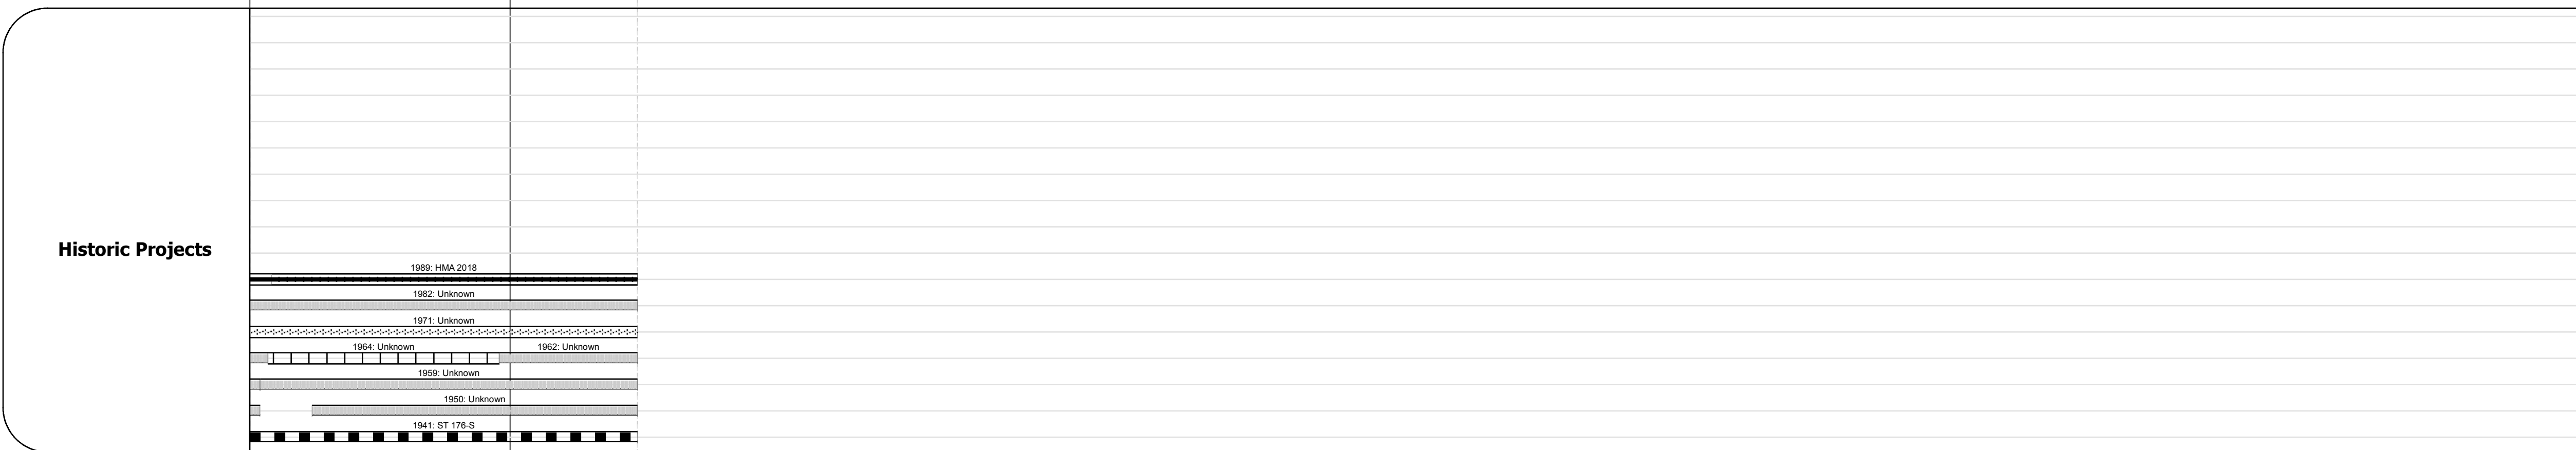 Historic Projects
1989: HMA 2018
1982: Unknown
1971: Unknown
1964: Unknown 1962: Unknown
1959: Unknown
1950: Unknown
1941: ST 176-S